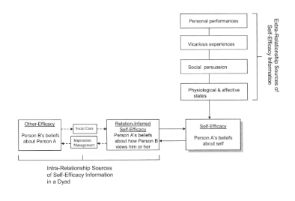 Personal performances
Vicarious experiences
Social persuasion
Physiological & affective
states
Extra-Relationship Sources of
Self-Efficacy Information
Other-Efficacy
Person B's beliefs
about Person A
Impression
Management
Relation-Inferred
Self-Efficacy
Person A's beliefs
about how Person B
views him or her
Self-Efficacy
Person A's beliefs
about self
Intra-Relationship Sources
of Self-Efficacy Information
in a Dyad